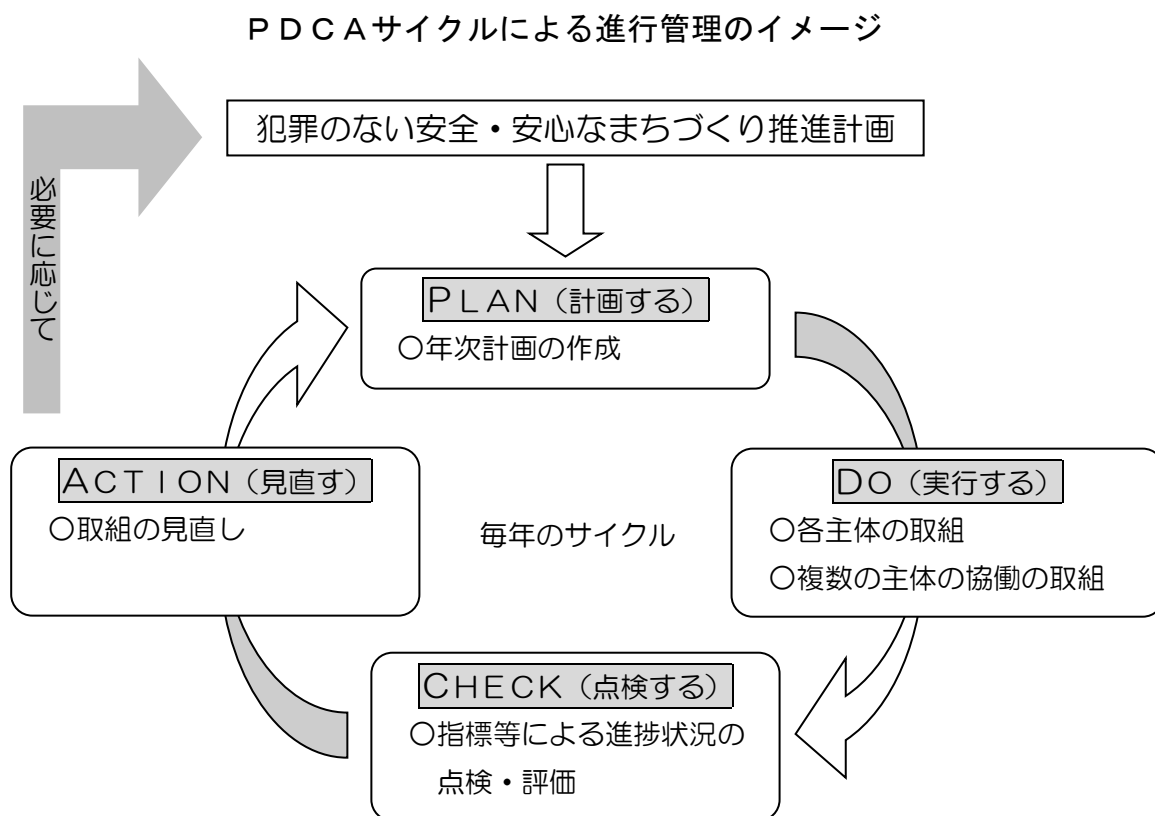 PDCAサイクルによる進行管理のイメージ
犯罪のない安全・安心なまちづくり推進計画
必要に応じて
PLAN(計画する)
○年次計画の作成
ACTION(見直す)
○取組の見直し
毎年のサイクル
DO(実行する)
○各主体の取組
○複数の主体の協働の取組
CHECK(点検する)
○指標等による進捗状況の
点検・評価